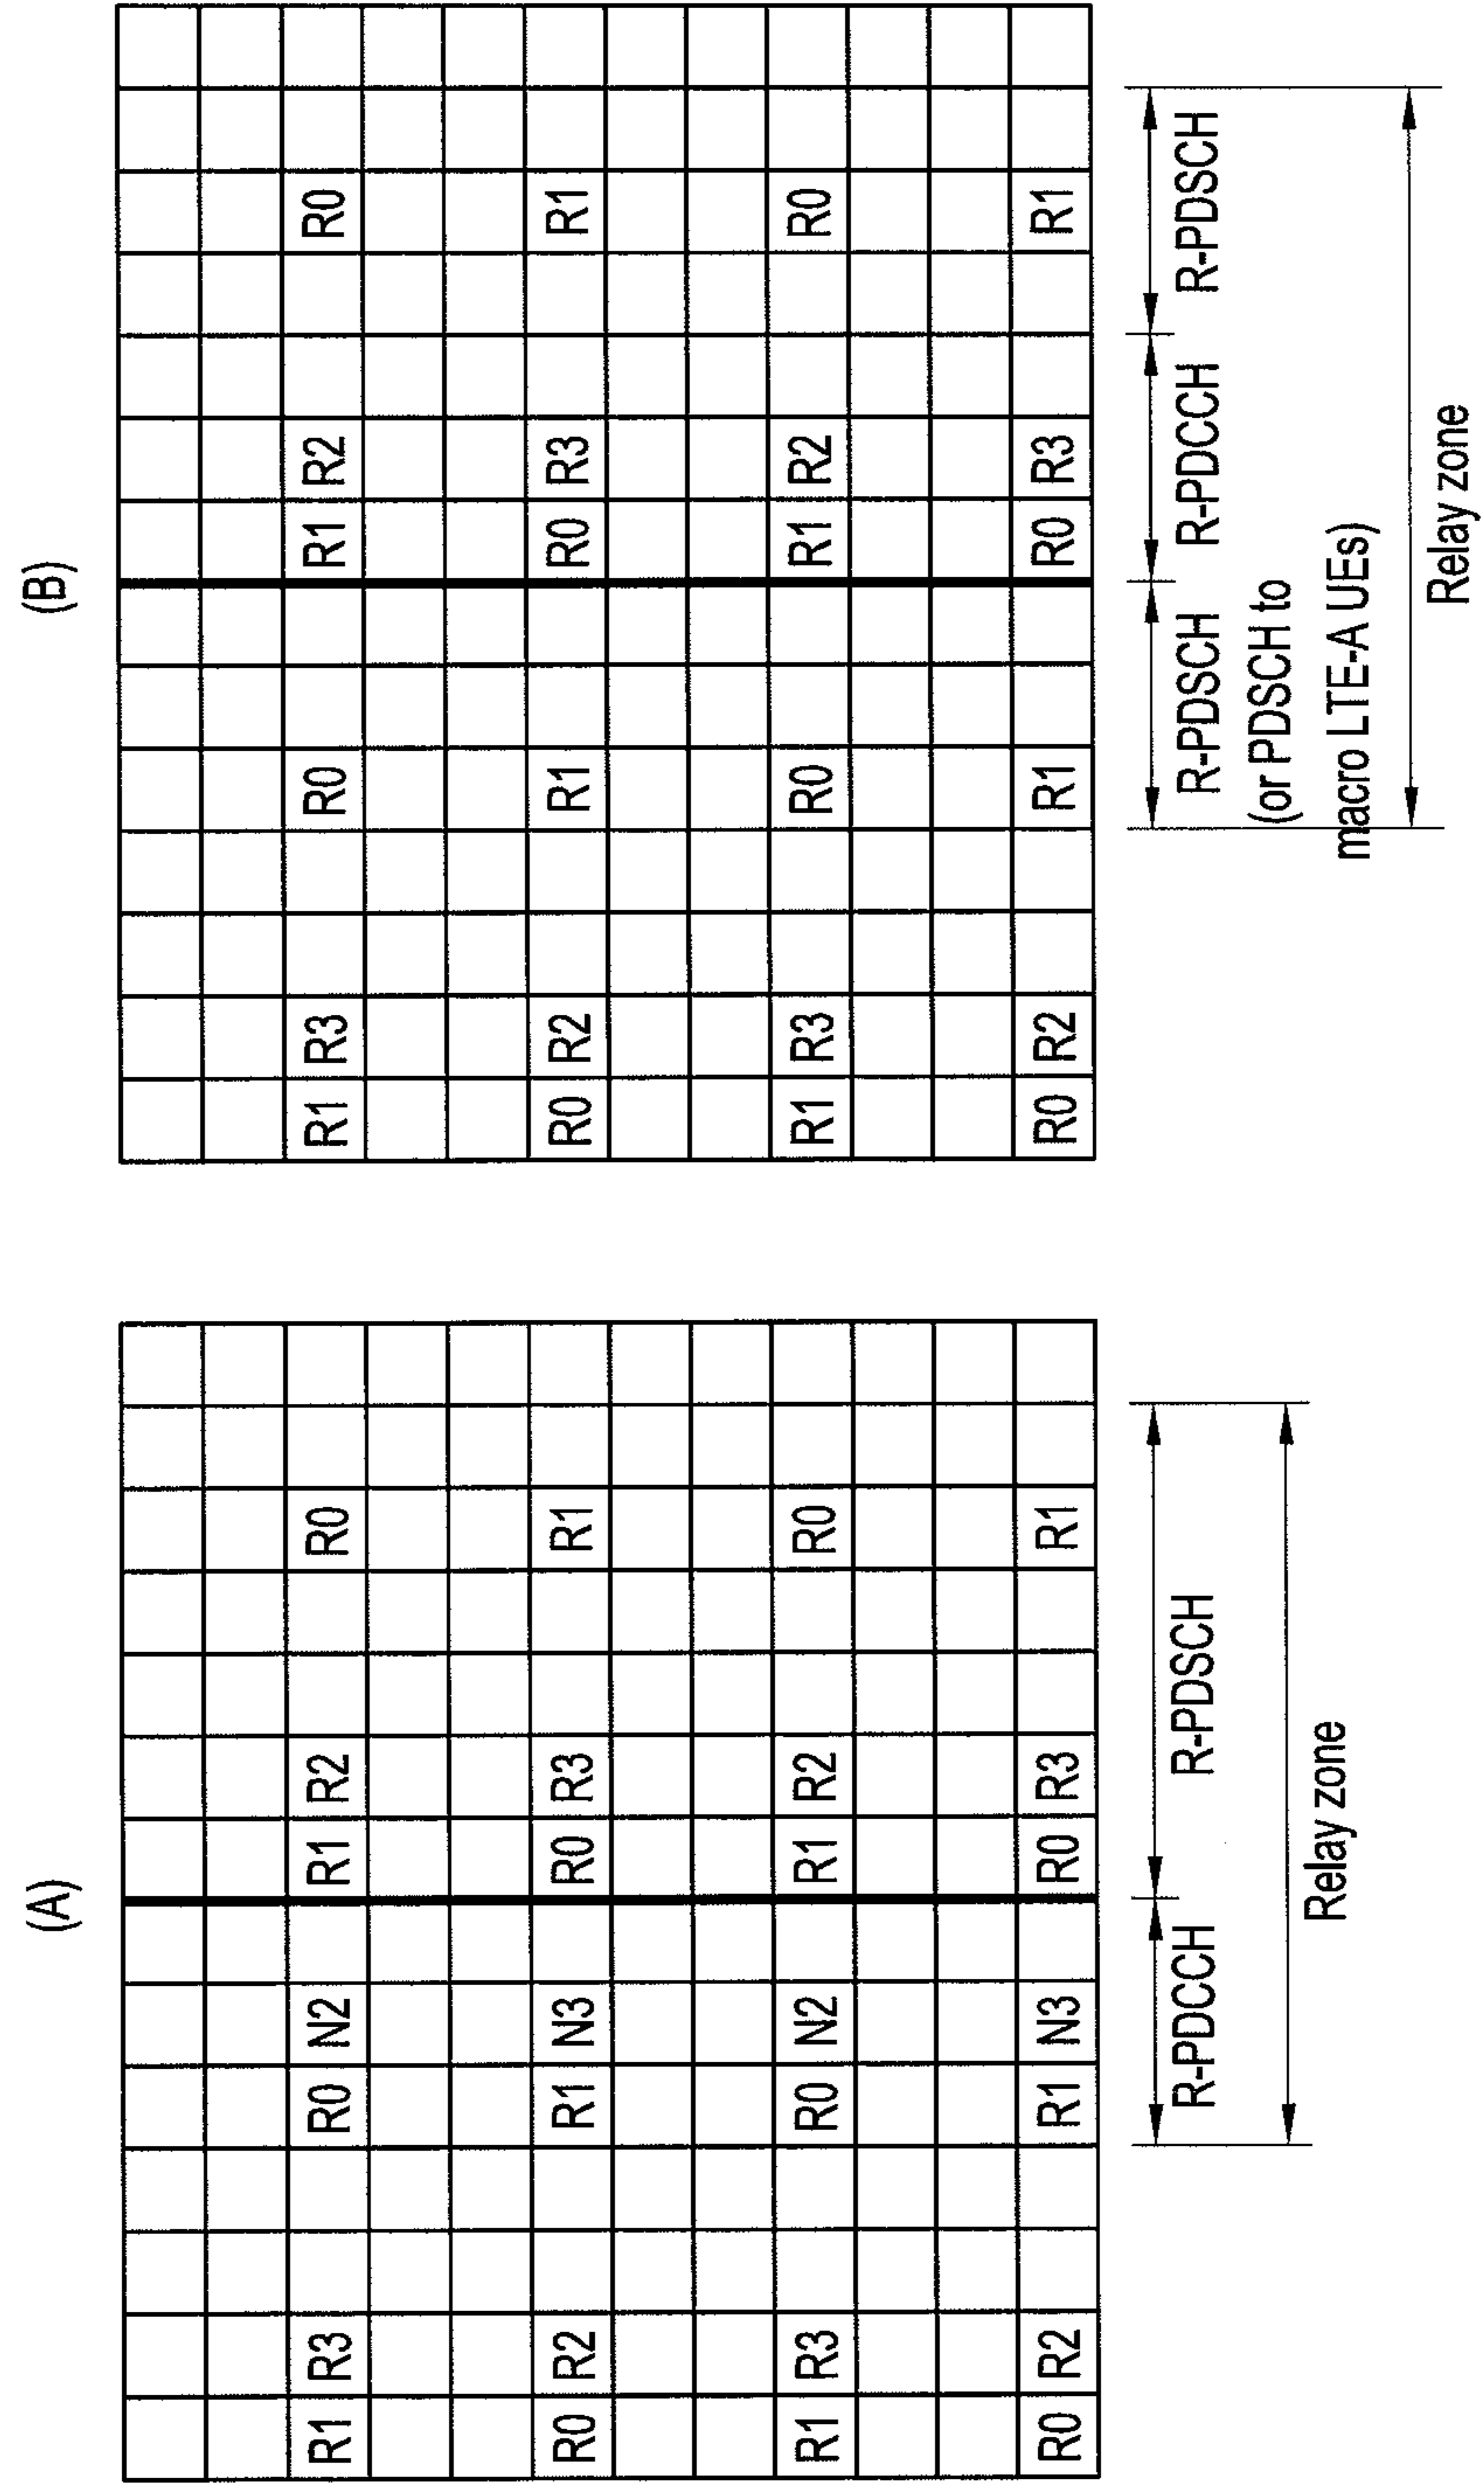 (A)
R1 R3 R0 N2 R1 R2 R0
R0 R2 R1 N3 R0 R3 R1
R1 R3 R0 N2 R1 R2 R0
R0 R2 R1 N3 R0 R3 R1
R-PDCCH R-PDSCH
Relay zone
(B)
R1 R3 R0 R1 R2 R0
R0 R2 R1 R0 R3 R1
R1 R3 R0 R1 R2 R0
R0 R2 R1 R0 R3 R1
R-PDSCH R-PDCCH R-PDSCH
(or PDSCH to
macro LTE-A UEs)
Relay zone